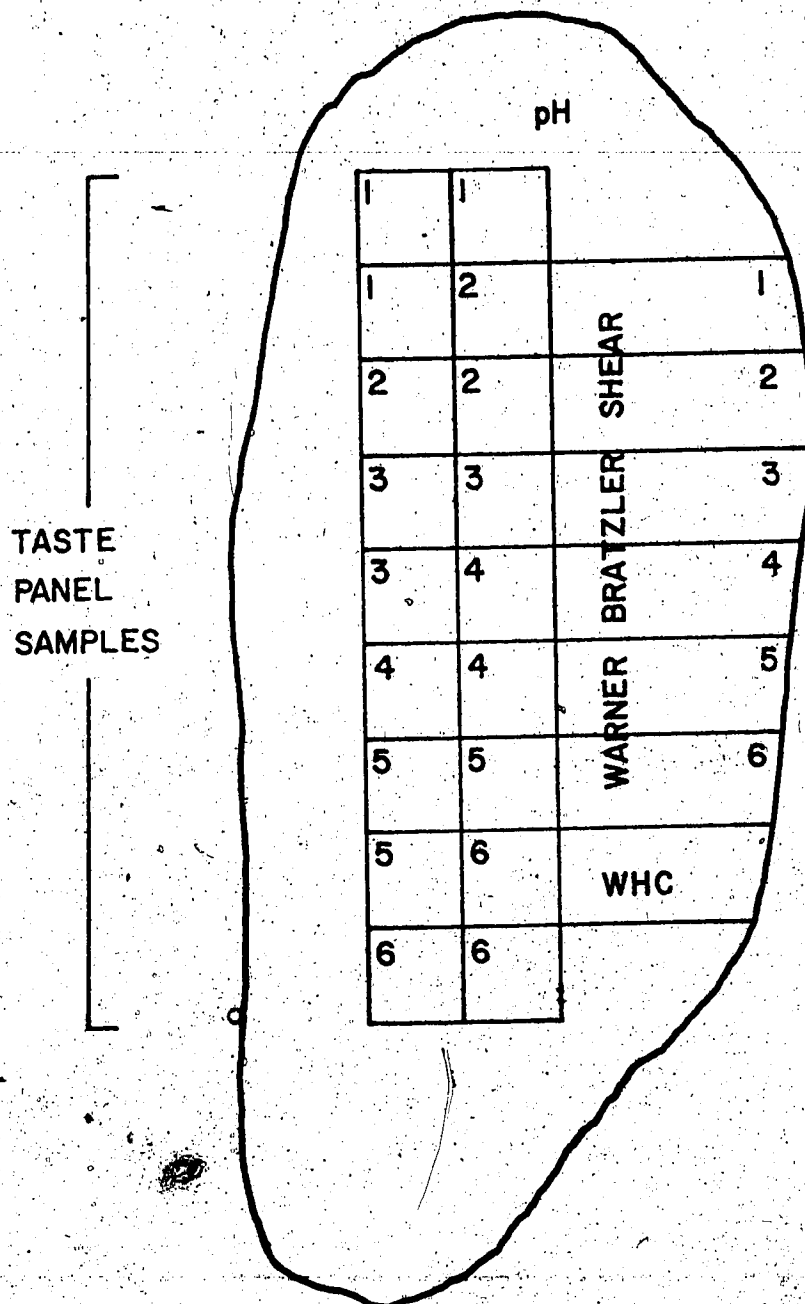 pH
1 1
1 2 1
2 2 2
3 3 3
3 4 4
4 4 5
5 5 6
5 6 WHC
6 6
TASTE
PANEL
SAMPLES
WARNER BRATZLER SHEAR